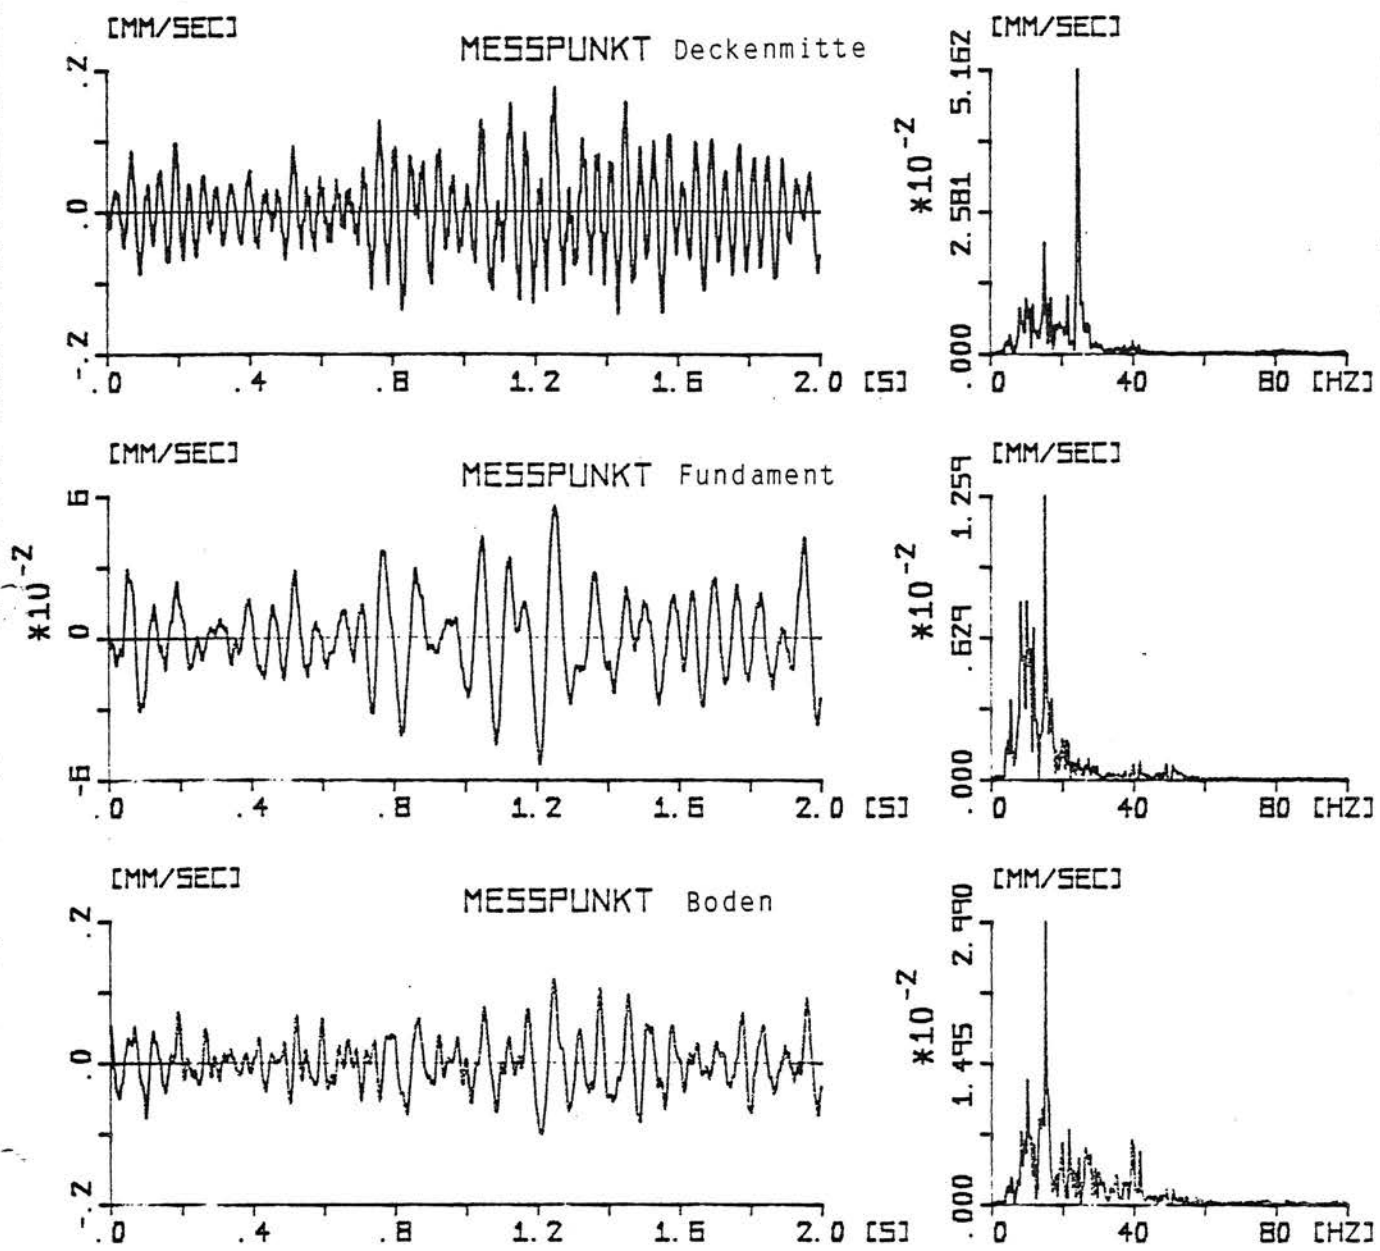 [MM/SEC]
MESSPUNKT Deckenmitte
.2
0
-.2
.0 .4 .8 1.2 1.6 2.0 [S]
[MM/SEC]
*10⁻²
5.162
2.581
.000
.0 40 80 [HZ]
[MM/SEC]
MESSPUNKT Fundament
*10⁻²
6
0
-6
.0 .4 .8 1.2 1.6 2.0 [S]
[MM/SEC]
*10⁻²
1.259
.629
.000
.0 40 80 [HZ]
[MM/SEC]
MESSPUNKT Boden
.2
0
-.2
.0 .4 .8 1.2 1.6 2.0 [S]
[MM/SEC]
*10⁻²
2.990
1.495
.000
.0 40 80 [HZ]